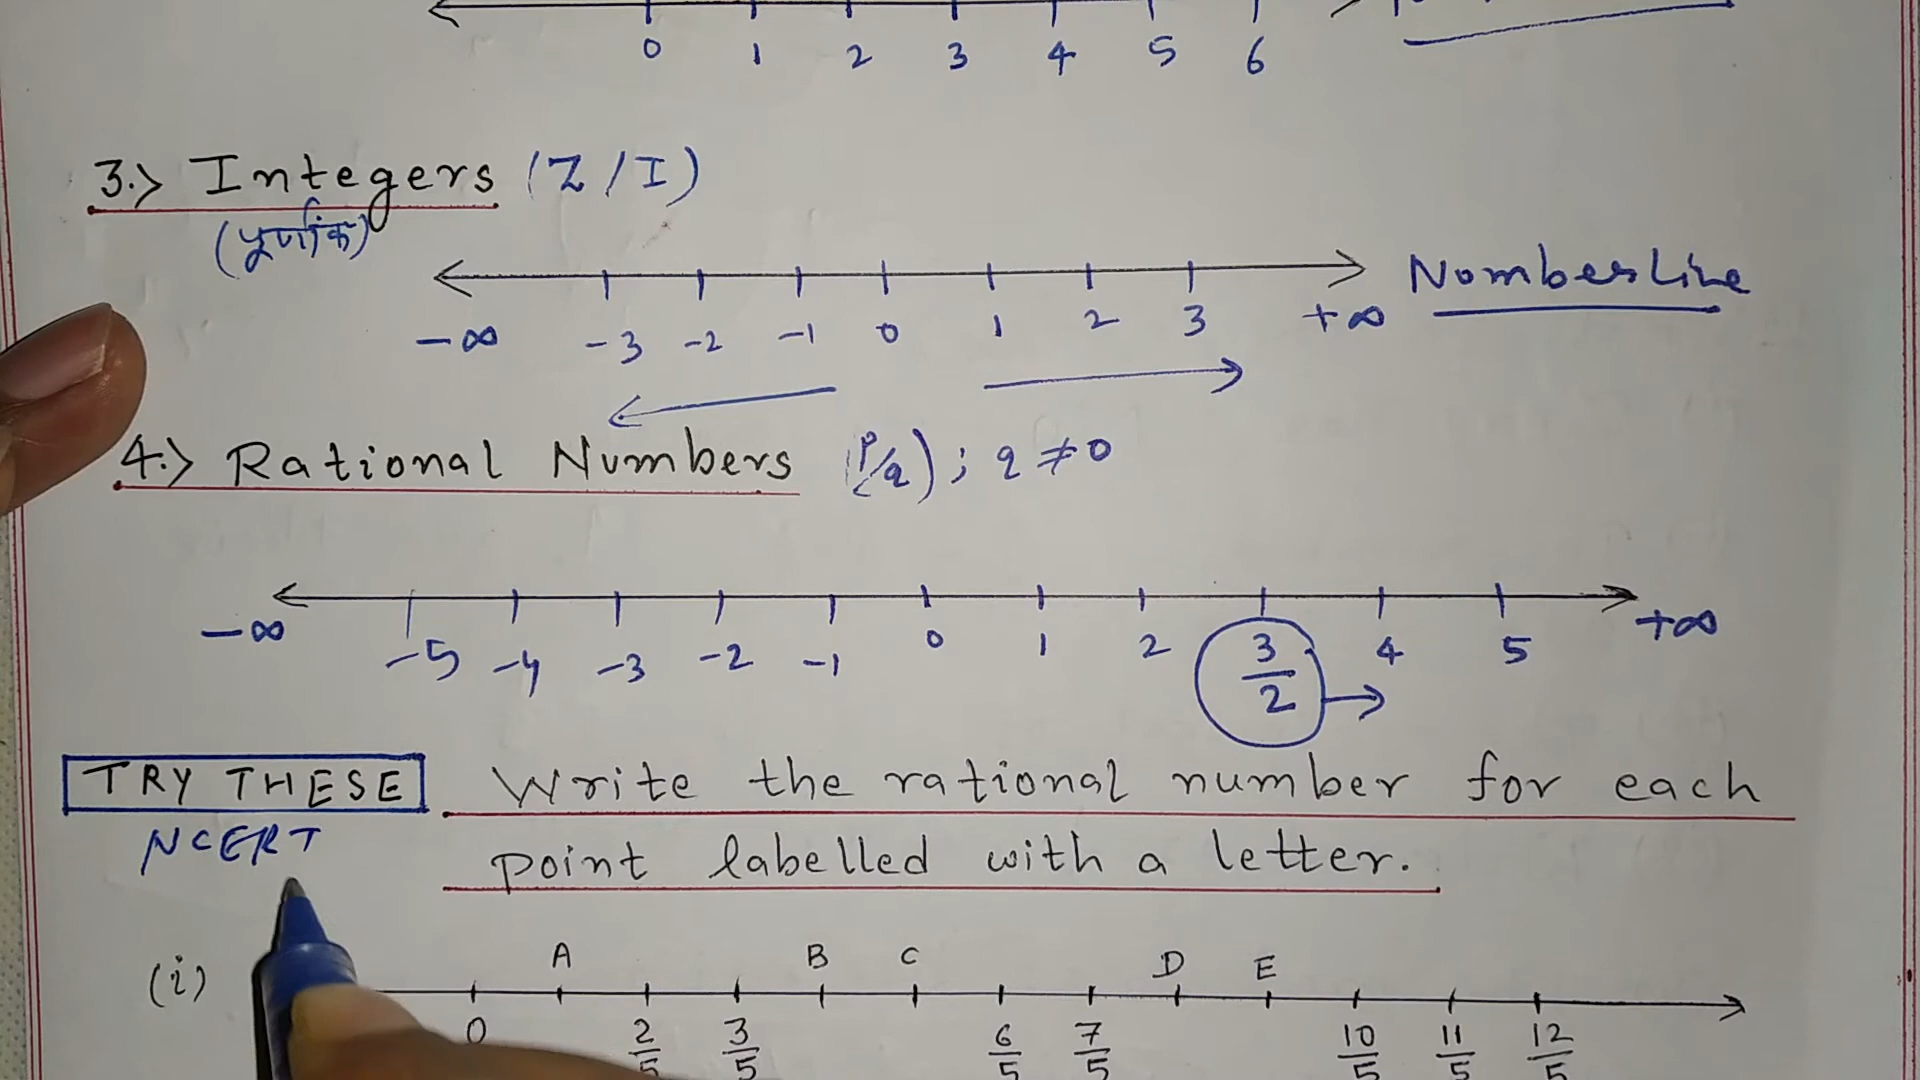 0 1 2 3 4 5 6
3.) Integers (Z/I)
(पूर्णांक)
Number Line
-∞ -3 -2 -1 0 1 2 3 +∞
4.) Rational Numbers (p/q); q ≠ 0
-∞ -5 -4 -3 -2 -1 0 1 2 3/2 4 5 +∞
TRY THESE Write the rational number for each
NCERT point labelled with a letter.
A B C D E
(i)
0 2/5 3/5 6/5 7/5 10/5 11/5 12/5